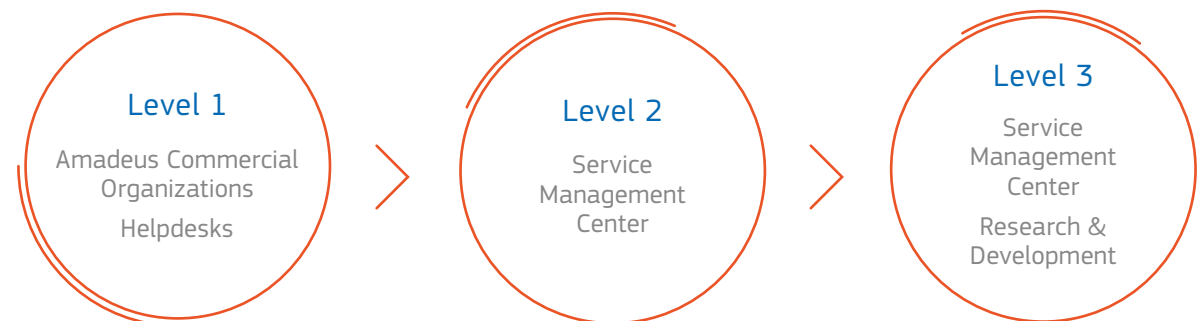 Level 1
Amadeus Commercial
Organizations
Helpdesks
Level 2
Service
Management
Center
Level 3
Service
Management
Center
Research &
Development